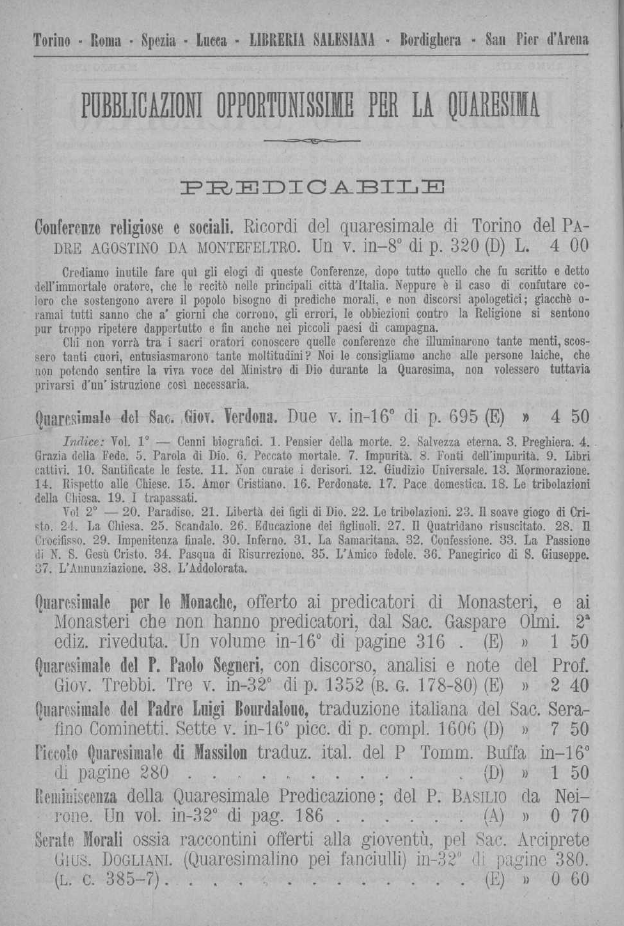 Torino - Roma - Spezia - Lucca - LIBRERIA SALESIANA - Bordighera - San Pier d'Arena
PUBBLICAZIONI OPPORTUNISSIME PER LA QUARESIMA
PREDICABILE
Conferenze religiose e sociali. Ricordi del quaresimale di Torino del PA-
DRE AGOSTINO DA MONTEFELTRO. Un v. in-8° di p. 320 (D) L. 4 00
Crediamo inutile fare qui gli elogi di queste Conferenze, dopo tutto quello che fu scritto e detto
dell'immortale oratore, che le recitò nelle principali città d'Italia. Neppure è il caso di confutare co-
loro che sostengono avere il popolo bisogno di prediche morali, e non discorsi apologetici; giacchè o-
ramai tutti sanno che a' giorni che corrono, gli errori, le obbiezioni contro la Religione si sentono
pur troppo ripetere dappertutto e fin anche nei piccoli paesi di campagna.
Chi non vorrà tra i sacri oratori conoscere quelle conferenze che illuminarono tante menti, scos-
sero tanti cuori, entusiasmarono tante moltitudini? Noi le consigliamo anche alle persone laiche, che
non potendo sentire la viva voce del Ministro di Dio durante la Quaresima, non volessero tuttavia
privarsi d'un' istruzione così necessaria.
Quaresimale del Sac. Giov. Verdona. Due v. in-16° di p. 695 (E) » 4 50
Indice: Vol. 1° — Cenni biografici. 1. Pensier della morte. 2. Salvezza eterna. 3. Preghiera. 4.
Grazia della Fede. 5. Parola di Dio. 6. Peccato mortale. 7. Impurità. 8. Fonti dell'impurità. 9. Libri
cattivi. 10. Santificate le feste. 11. Non curate i derisori. 12. Giudizio Universale. 13. Mormorazione.
14. Rispetto alle Chiese. 15. Amor Cristiano. 16. Perdonate. 17. Pace domestica. 18. Le tribolazioni
della Chiesa. 19. I trapassati.
Vol 2° — 20. Paradiso. 21. Libertà dei figli di Dio. 22. Le tribolazioni. 23. Il soave giogo di Cri-
sto. 24. La Chiesa. 25. Scandalo. 26. Educazione dei figliuoli. 27. Il Quatridano risuscitato. 28. Il
Crocifisso. 29. Impenitenza finale. 30. Inferno. 31. La Samaritana. 32. Confessione. 33. La Passione
di N. S. Gesù Cristo. 34. Pasqua di Risurrezione. 35. L'Amico fedele. 36. Panegirico di S. Giuseppe.
37. L'Annunziazione. 38. L'Addolorata.
Quaresimale per le Monache, offerto ai predicatori di Monasteri, e ai
Monasteri che non hanno predicatori, dal Sac. Gaspare Olmi. 2ª
ediz. riveduta. Un volume in-16° di pagine 316 . (E) » 1 50
Quaresimale del P. Paolo Segneri, con discorso, analisi e note del Prof.
Giov. Trebbi. Tre v. in-32° di p. 1352 (B. G. 178-80) (E) » 2 40
Quaresimale del Padre Luigi Bourdaloue, traduzione italiana del Sac. Sera-
fino Cominetti. Sette v. in-16° picc. di p. compl. 1606 (D) » 7 50
Piccolo Quaresimale di Massilon traduz. ital. del P Tomm. Buffa in-16°
di pagine 280 . . . . . . . . . . (D) » 1 50
Reminiscenza della Quaresimale Predicazione; del P. BASILIO da Nei-
rone. Un vol. in-32° di pag. 186 . . . . . . (A) » 0 70
Serate Morali ossia raccontini offerti alla gioventù, pel Sac. Arciprete
GIUS. DOGLIANI. (Quaresimalino pei fanciulli) in-32° di pagine 380.
(L. C. 385-7) . . . . . . . . . . . . . (E) » 0 60